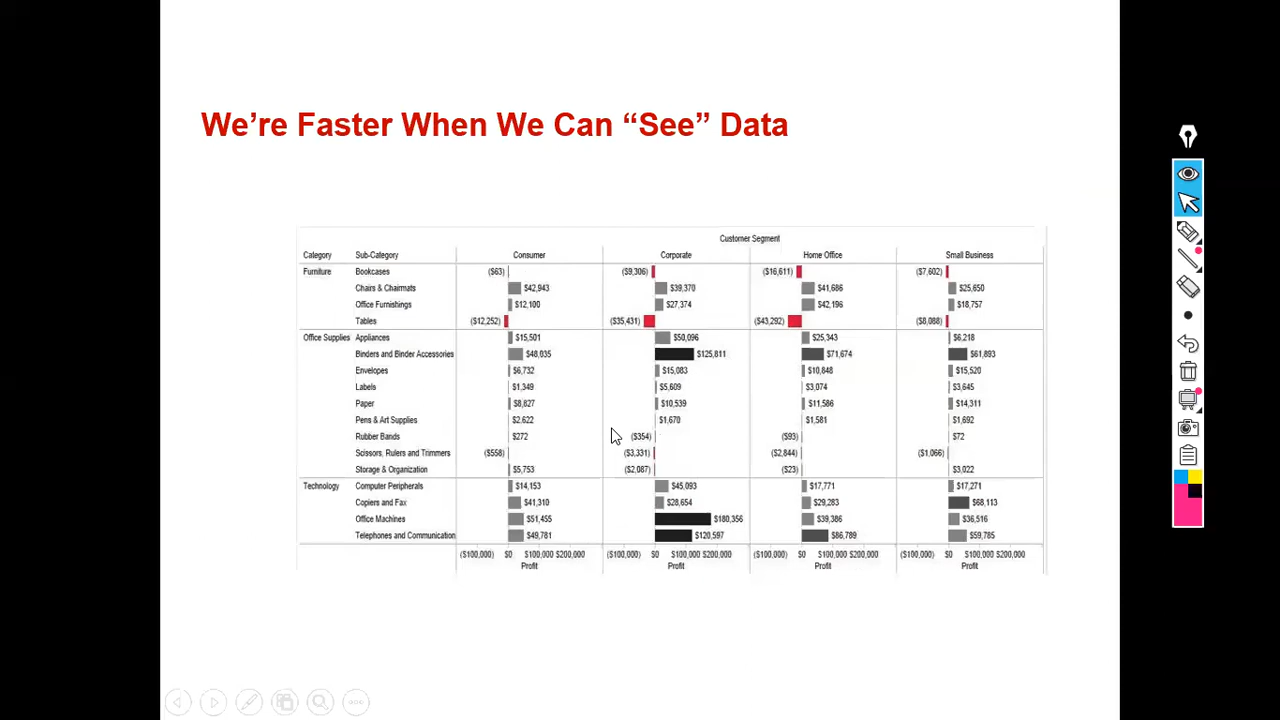 We're Faster When We Can “See” Data
Customer Segment
Category Sub-Category Consumer Corporate Home Office Small Business
Furniture Bookcases ($63) ($9,306) ($16,611) ($7,602)
Chairs & Chairmats $42,943 $39,370 $41,686 $25,650
Office Furnishings $12,100 $27,374 $42,196 $18,757
Tables ($12,252) ($35,431) ($43,292) ($8,088)
Office Supplies Appliances $15,501 $50,096 $25,343 $6,218
Binders and Binder Accessories $48,035 $125,811 $71,674 $61,893
Envelopes $6,732 $15,083 $10,848 $15,520
Labels $1,349 $5,609 $3,074 $3,645
Paper $8,827 $10,539 $11,586 $14,311
Pens & Art Supplies $2,622 $1,670 $1,581 $1,692
Rubber Bands $272 ($354) ($93) $72
Scissors, Rulers and Trimmers ($558) ($3,331) ($2,844) ($1,066)
Storage & Organization $5,753 ($2,087) ($23) $3,022
Technology Computer Peripherals $14,153 $45,093 $17,771 $17,271
Copiers and Fax $41,310 $28,654 $29,283 $68,113
Office Machines $51,455 $180,356 $39,386 $36,516
Telephones and Communication $49,781 $120,597 $86,789 $59,785
($100,000) $0 $100,000 $200,000 ($100,000) $0 $100,000 $200,000 ($100,000) $0 $100,000 $200,000 ($100,000) $0 $100,000 $200,000
Profit Profit Profit Profit